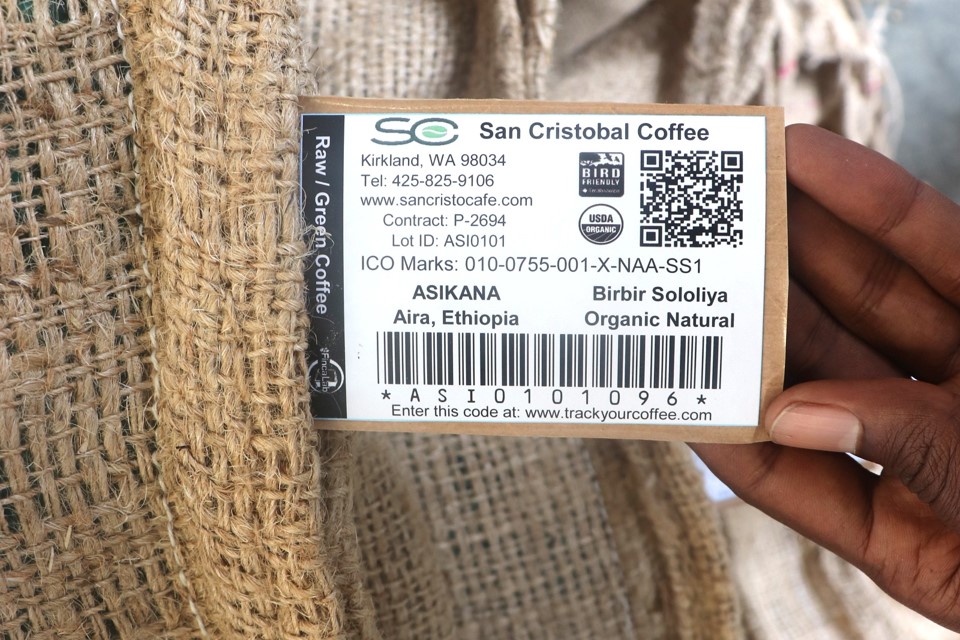 Raw / Green Coffee
FincaLab
SC San Cristobal Coffee
Kirkland, WA 98034
Tel: 425-825-9106
www.sancristocafe.com
Contract: P-2694
Lot ID: ASI0101
BIRD
FRIENDLY
USDA
ORGANIC
ICO Marks: 010-0755-001-X-NAA-SS1
ASIKANA Birbir Sololiya
Aira, Ethiopia Organic Natural
*ASI0101096*
Enter this code at: www.trackyourcoffee.com